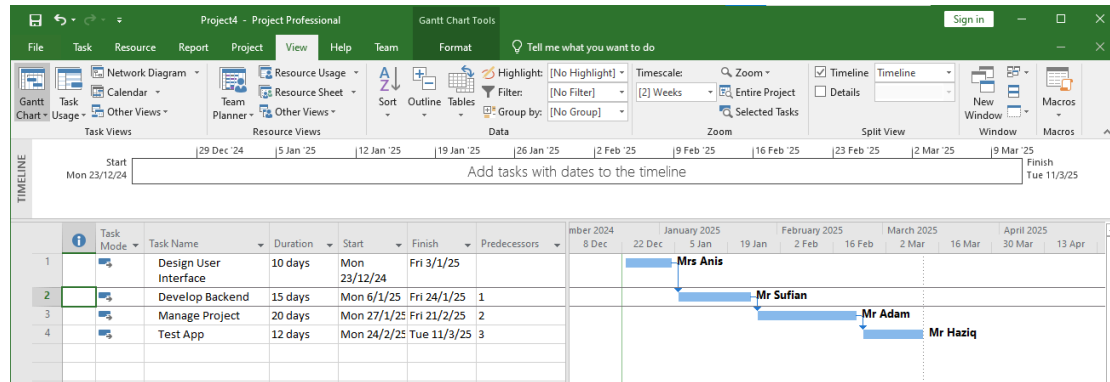 Project4 - Project Professional
Gantt Chart Tools
Sign in
File Task Resource Report Project View Help Team Format Tell me what you want to do
Network Diagram Resource Usage Highlight: [No Highlight] Timescale: Zoom Timeline Timeline
Calendar Resource Sheet Filter: [No Filter] [2] Weeks Entire Project Details
Gantt Chart Task Usage Other Views Team Planner Other Views Sort Outline Tables Group by: [No Group] Selected Tasks New Window Macros
Task Views Resource Views Data Zoom Split View Window Macros
TIMELINE
29 Dec '24 5 Jan '25 12 Jan '25 19 Jan '25 26 Jan '25 2 Feb '25 9 Feb '25 16 Feb '25 23 Feb '25 2 Mar '25 9 Mar '25
Start
Mon 23/12/24
Add tasks with dates to the timeline
Finish
Tue 11/3/25
Task Mode Task Name Duration Start Finish Predecessors
mber 2024 January 2025 February 2025 March 2025 April 2025
8 Dec 22 Dec 5 Jan 19 Jan 2 Feb 16 Feb 2 Mar 16 Mar 30 Mar 13 Apr
1 Design User Interface 10 days Mon 23/12/24 Fri 3/1/25 Mrs Anis
2 Develop Backend 15 days Mon 6/1/25 Fri 24/1/25 1 Mr Sufian
3 Manage Project 20 days Mon 27/1/25 Fri 21/2/25 2 Mr Adam
4 Test App 12 days Mon 24/2/25 Tue 11/3/25 3 Mr Haziq